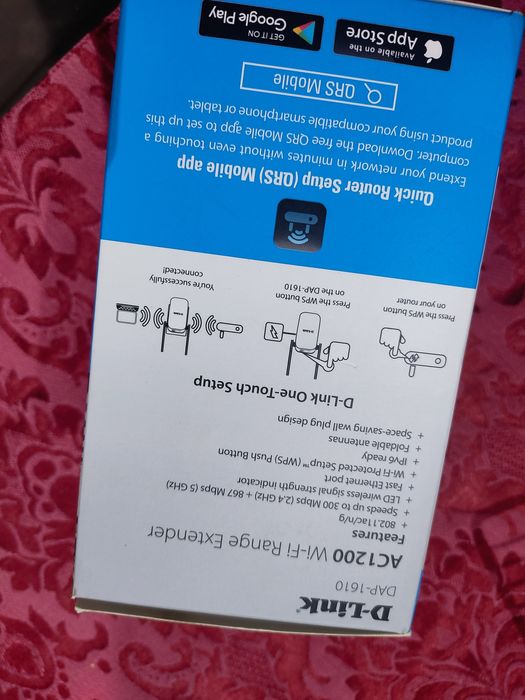 D-Link®
DAP-1610
AC1200 Wi-Fi Range Extender
Features
+ 802.11ac/n/g
+ Speeds up to 300 Mbps (2.4 GHz) + 867 Mbps (5 GHz)
+ LED wireless signal strength indicator
+ Fast Ethernet port
+ Wi-Fi Protected Setup™ (WPS) Push Button
+ IPv6 ready
+ Foldable antennas
+ Space-saving wall plug design
D-Link One-Touch Setup
Press the WPS button
on your router
Press the WPS button
on the DAP-1610
You're successfully
connected!
Quick Router Setup (QRS) Mobile app
Extend your network in minutes without even touching a
computer. Download the free QRS Mobile app to set up this
product using your compatible smartphone or tablet.
QRS Mobile
Available on the
App Store
GET IT ON
Google Play